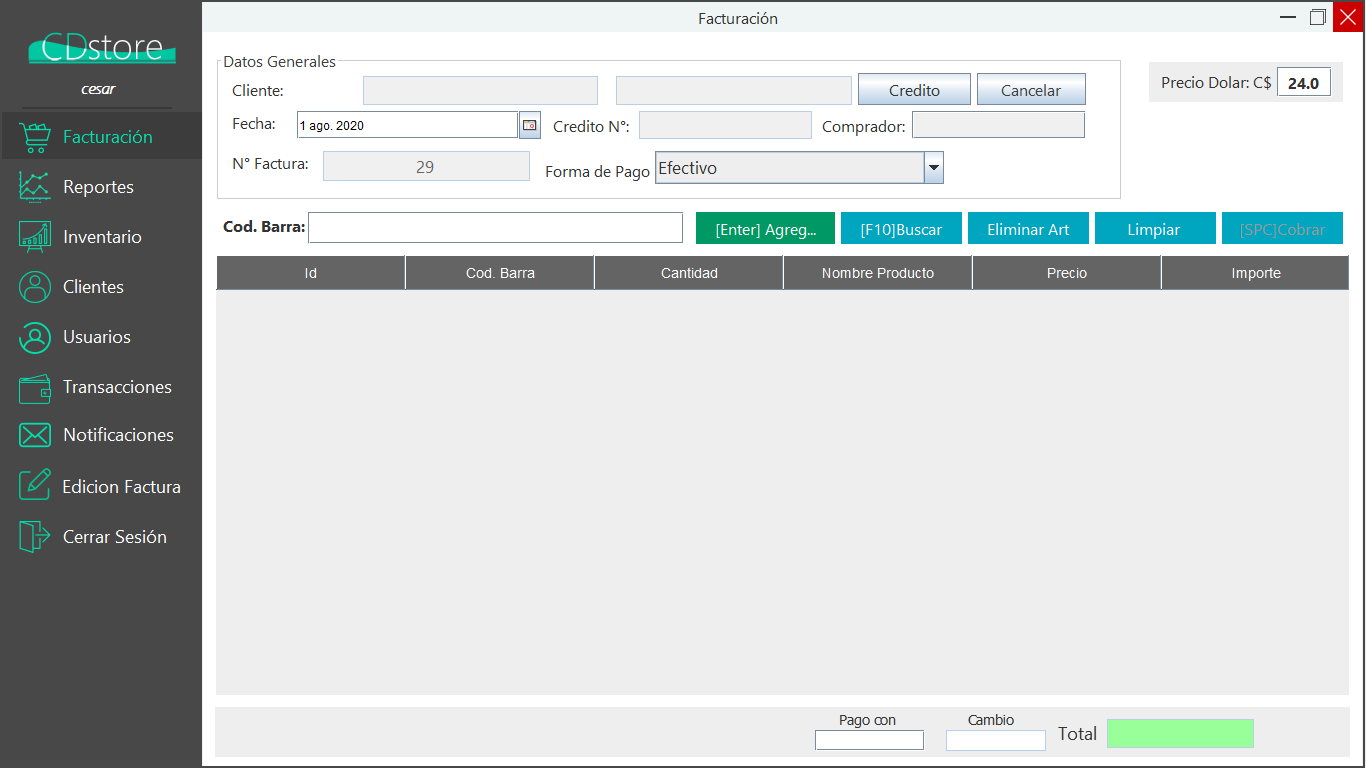 Facturación
CDstore
cesar
Facturación
Reportes
Inventario
Clientes
Usuarios
Transacciones
Notificaciones
Edicion Factura
Cerrar Sesión
Datos Generales
Cliente:
Credito
Cancelar
Precio Dolar: C$ 24.0
Fecha: 1 ago. 2020
Credito N°:
Comprador:
N° Factura: 29
Forma de Pago Efectivo
Cod. Barra:
[Enter] Agreg...
[F10]Buscar
Eliminar Art
Limpiar
[SPC]Cobrar
Id Cod. Barra Cantidad Nombre Producto Precio Importe
Pago con
Cambio
Total